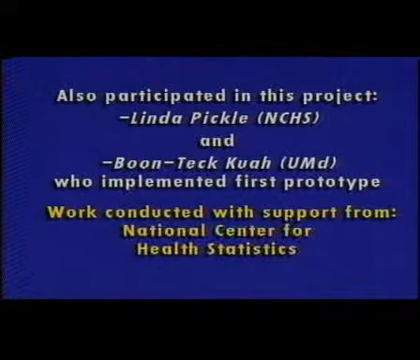 Also participated in this project:
–Linda Pickle (NCHS)
and
–Boon–Teck Kuah (UMd)
who implemented first prototype
Work conducted with support from:
National Center for
Health Statistics